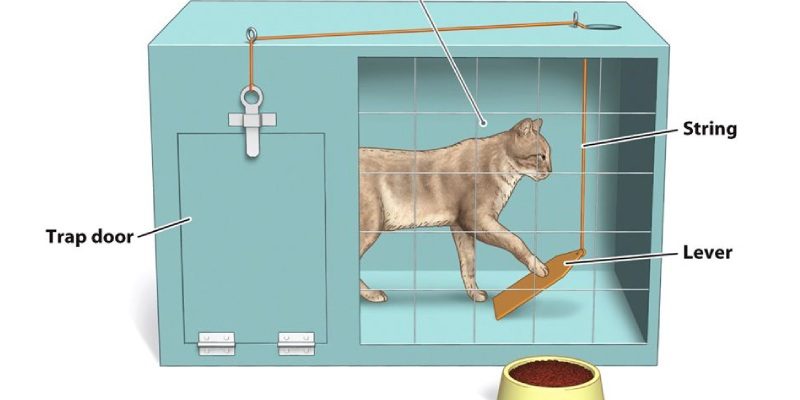 String
Trap door
Lever